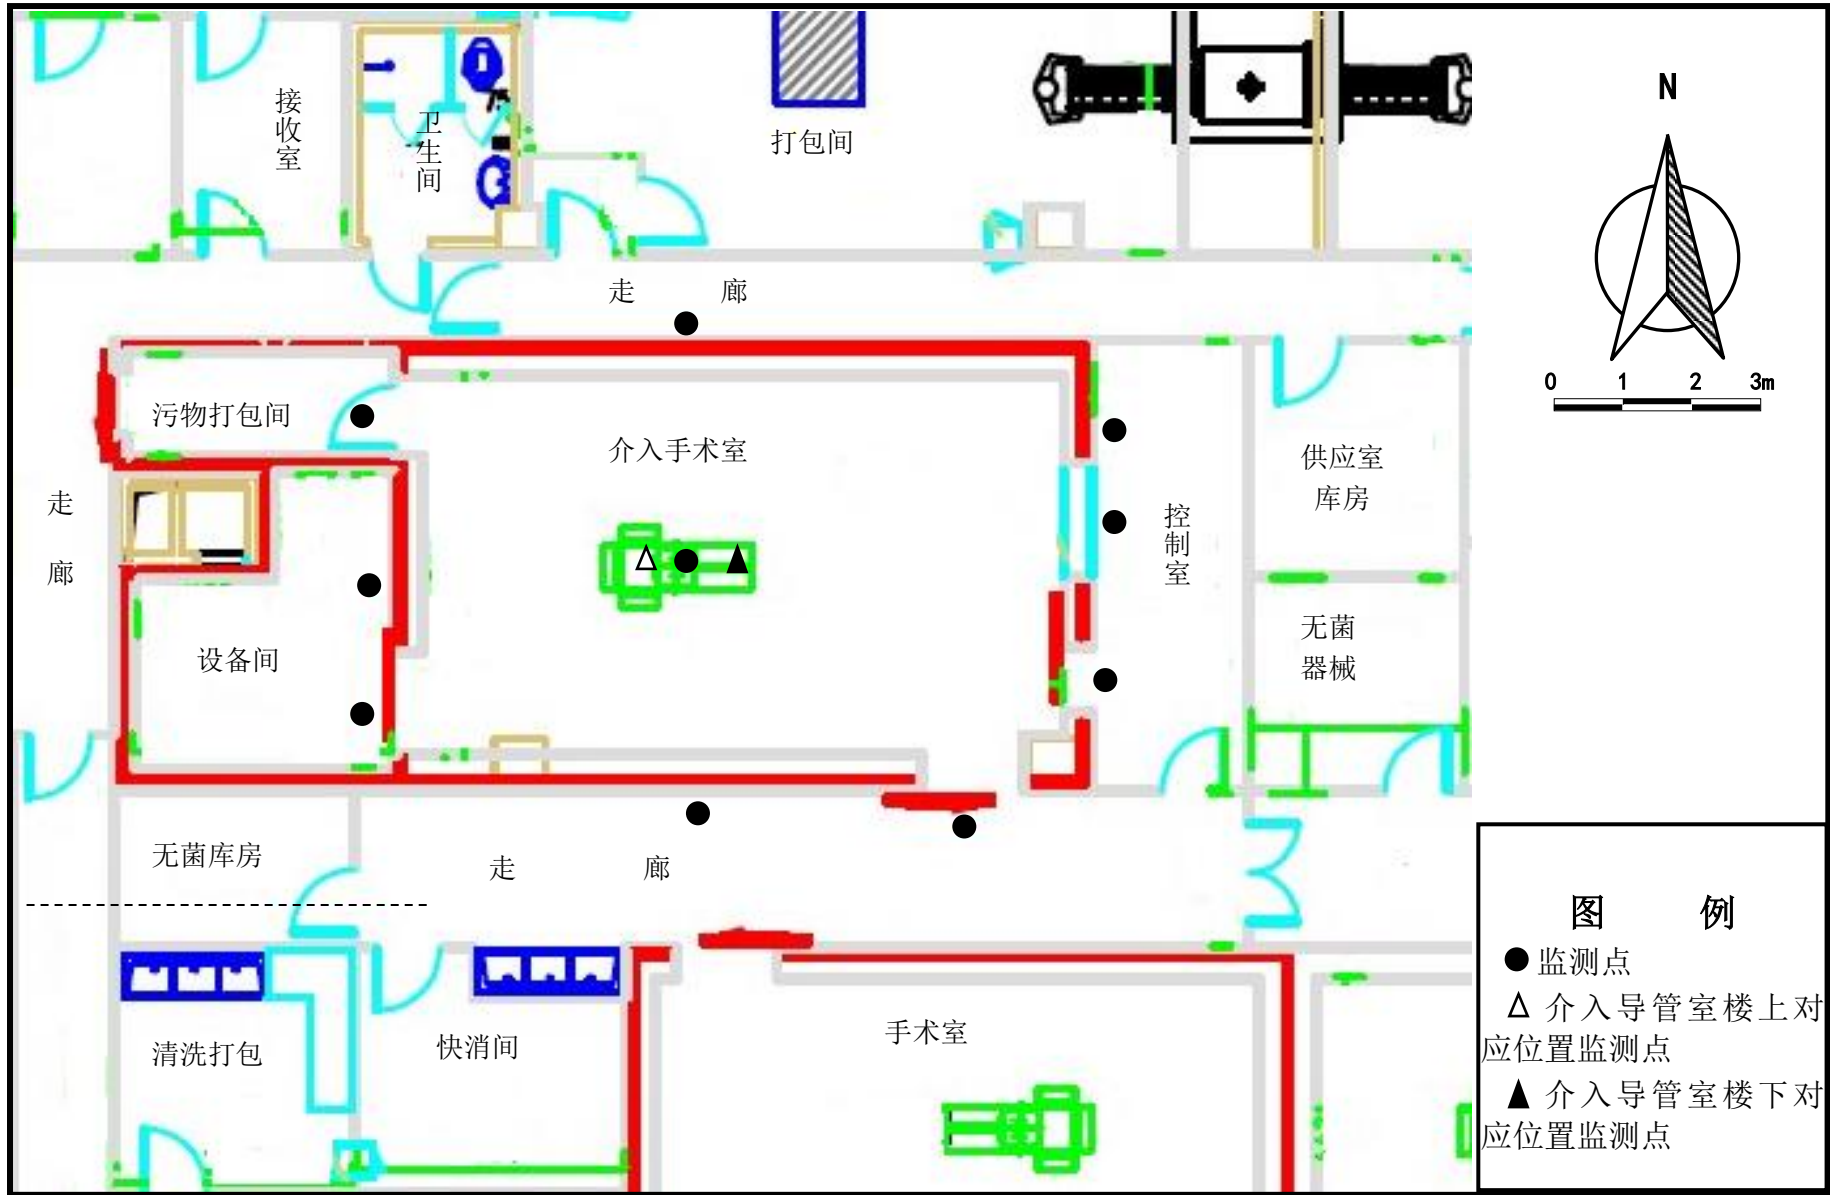 接收室
卫生间
打包间
N
走 廊
0 1 2 3m
污物打包间
介入手术室
供应室
库房
走廊
控制室
无菌
器械
设备间
无菌库房
走 廊
图 例
监测点
介入导管室楼上对
应位置监测点
介入导管室楼下对
应位置监测点
清洗打包
快消间
手术室